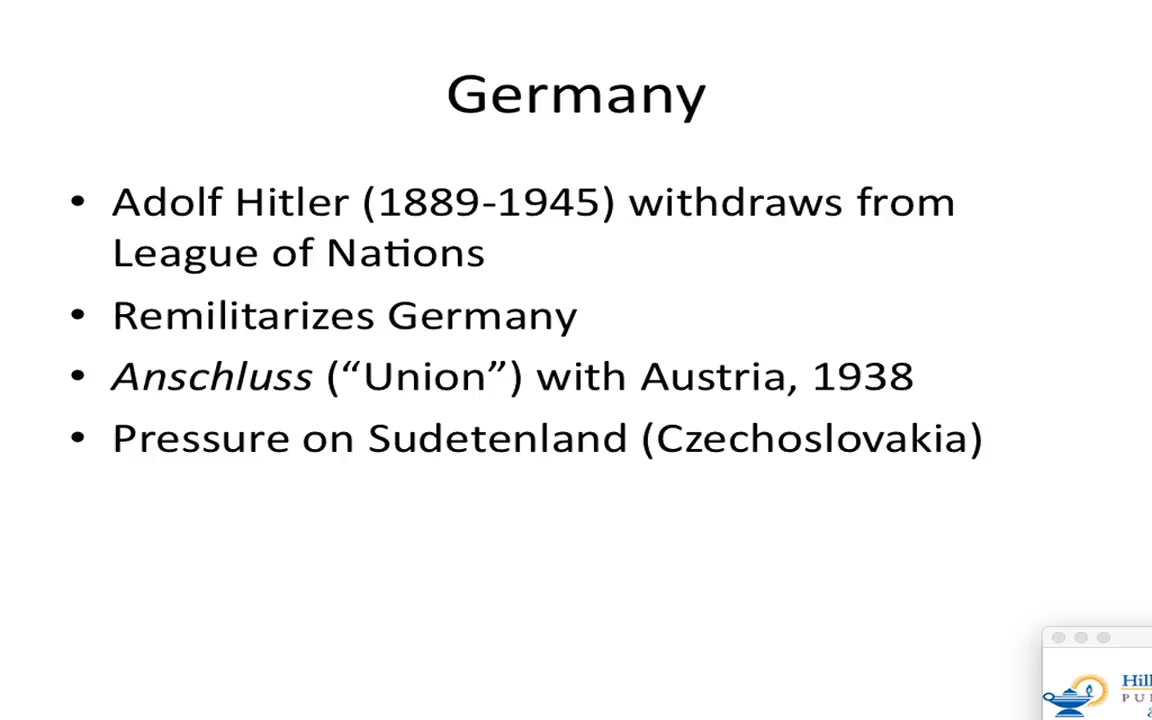 Germany
• Adolf Hitler (1889-1945) withdraws from
League of Nations
• Remilitarizes Germany
• Anschluss (“Union”) with Austria, 1938
• Pressure on Sudetenland (Czechoslovakia)